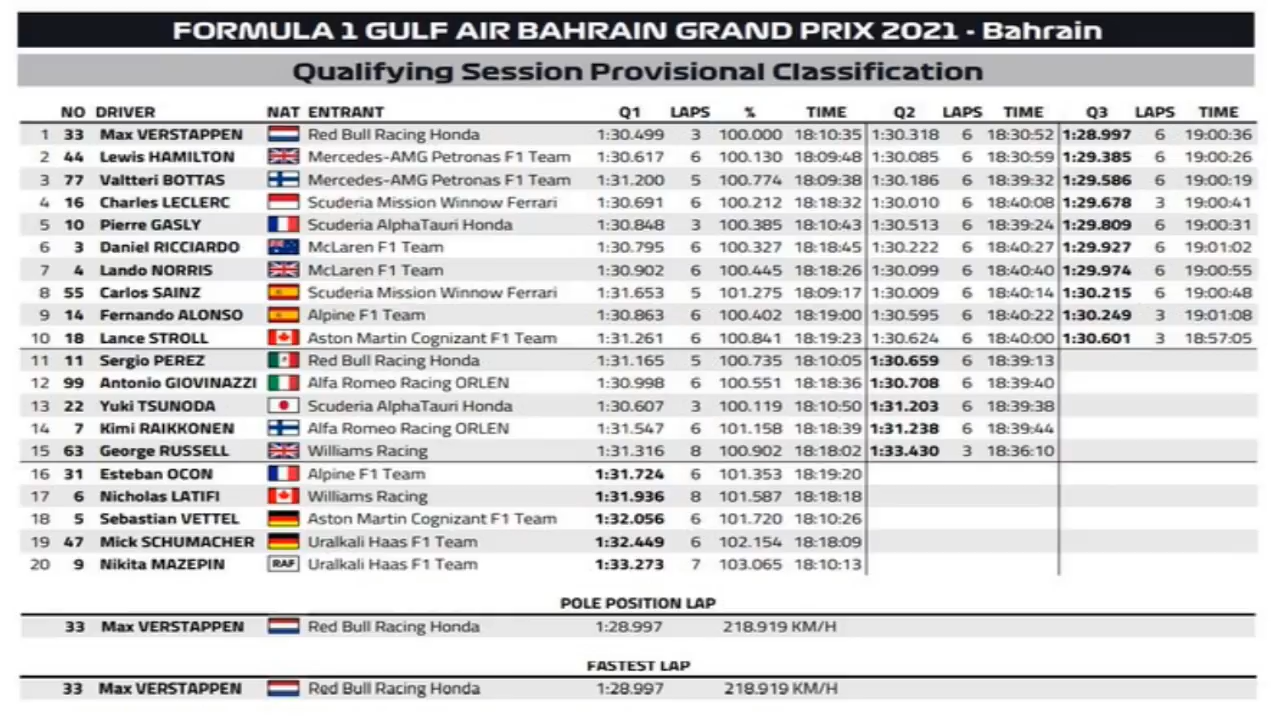 FORMULA 1 GULF AIR BAHRAIN GRAND PRIX 2021 - Bahrain
Qualifying Session Provisional Classification
NO DRIVER NAT ENTRANT Q1 LAPS % TIME Q2 LAPS TIME Q3 LAPS TIME
1 33 Max VERSTAPPEN Red Bull Racing Honda 1:30.499 3 100.000 18:10:35 1:30.318 6 18:30:52 1:28.997 6 19:00:36
2 44 Lewis HAMILTON Mercedes-AMG Petronas F1 Team 1:30.617 6 100.130 18:09:48 1:30.085 6 18:30:59 1:29.385 6 19:00:26
3 77 Valtteri BOTTAS Mercedes-AMG Petronas F1 Team 1:31.200 5 100.774 18:09:38 1:30.186 6 18:39:32 1:29.586 6 19:00:19
4 16 Charles LECLERC Scuderia Mission Winnow Ferrari 1:30.691 6 100.212 18:18:32 1:30.010 6 18:40:08 1:29.678 3 19:00:41
5 10 Pierre GASLY Scuderia AlphaTauri Honda 1:30.848 3 100.385 18:10:43 1:30.513 6 18:39:24 1:29.809 6 19:00:31
6 3 Daniel RICCIARDO McLaren F1 Team 1:30.795 6 100.327 18:18:45 1:30.222 6 18:40:27 1:29.927 6 19:01:02
7 4 Lando NORRIS McLaren F1 Team 1:30.902 6 100.445 18:18:26 1:30.099 6 18:40:40 1:29.974 6 19:00:55
8 55 Carlos SAINZ Scuderia Mission Winnow Ferrari 1:31.653 5 101.275 18:09:17 1:30.009 6 18:40:14 1:30.215 6 19:00:48
9 14 Fernando ALONSO Alpine F1 Team 1:30.863 6 100.402 18:19:00 1:30.595 6 18:40:22 1:30.249 3 19:01:08
10 18 Lance STROLL Aston Martin Cognizant F1 Team 1:31.261 6 100.841 18:19:23 1:30.624 6 18:40:00 1:30.601 3 18:57:05
11 11 Sergio PEREZ Red Bull Racing Honda 1:31.165 5 100.735 18:10:05 1:30.659 6 18:39:13
12 99 Antonio GIOVINAZZI Alfa Romeo Racing ORLEN 1:30.998 6 100.551 18:18:36 1:30.708 6 18:39:40
13 22 Yuki TSUNODA Scuderia AlphaTauri Honda 1:30.607 3 100.119 18:10:50 1:31.203 6 18:39:38
14 7 Kimi RAIKKONEN Alfa Romeo Racing ORLEN 1:31.547 6 101.158 18:18:39 1:31.238 6 18:39:44
15 63 George RUSSELL Williams Racing 1:31.316 8 100.902 18:18:02 1:33.430 3 18:36:10
16 31 Esteban OCON Alpine F1 Team 1:31.724 6 101.353 18:19:20
17 6 Nicholas LATIFI Williams Racing 1:31.936 8 101.587 18:18:18
18 5 Sebastian VETTEL Aston Martin Cognizant F1 Team 1:32.056 6 101.720 18:10:26
19 47 Mick SCHUMACHER Uralkali Haas F1 Team 1:32.449 6 102.154 18:18:09
20 9 Nikita MAZEPIN RAF Uralkali Haas F1 Team 1:33.273 7 103.065 18:10:13
POLE POSITION LAP
33 Max VERSTAPPEN Red Bull Racing Honda 1:28.997 218.919 KM/H
FASTEST LAP
33 Max VERSTAPPEN Red Bull Racing Honda 1:28.997 218.919 KM/H